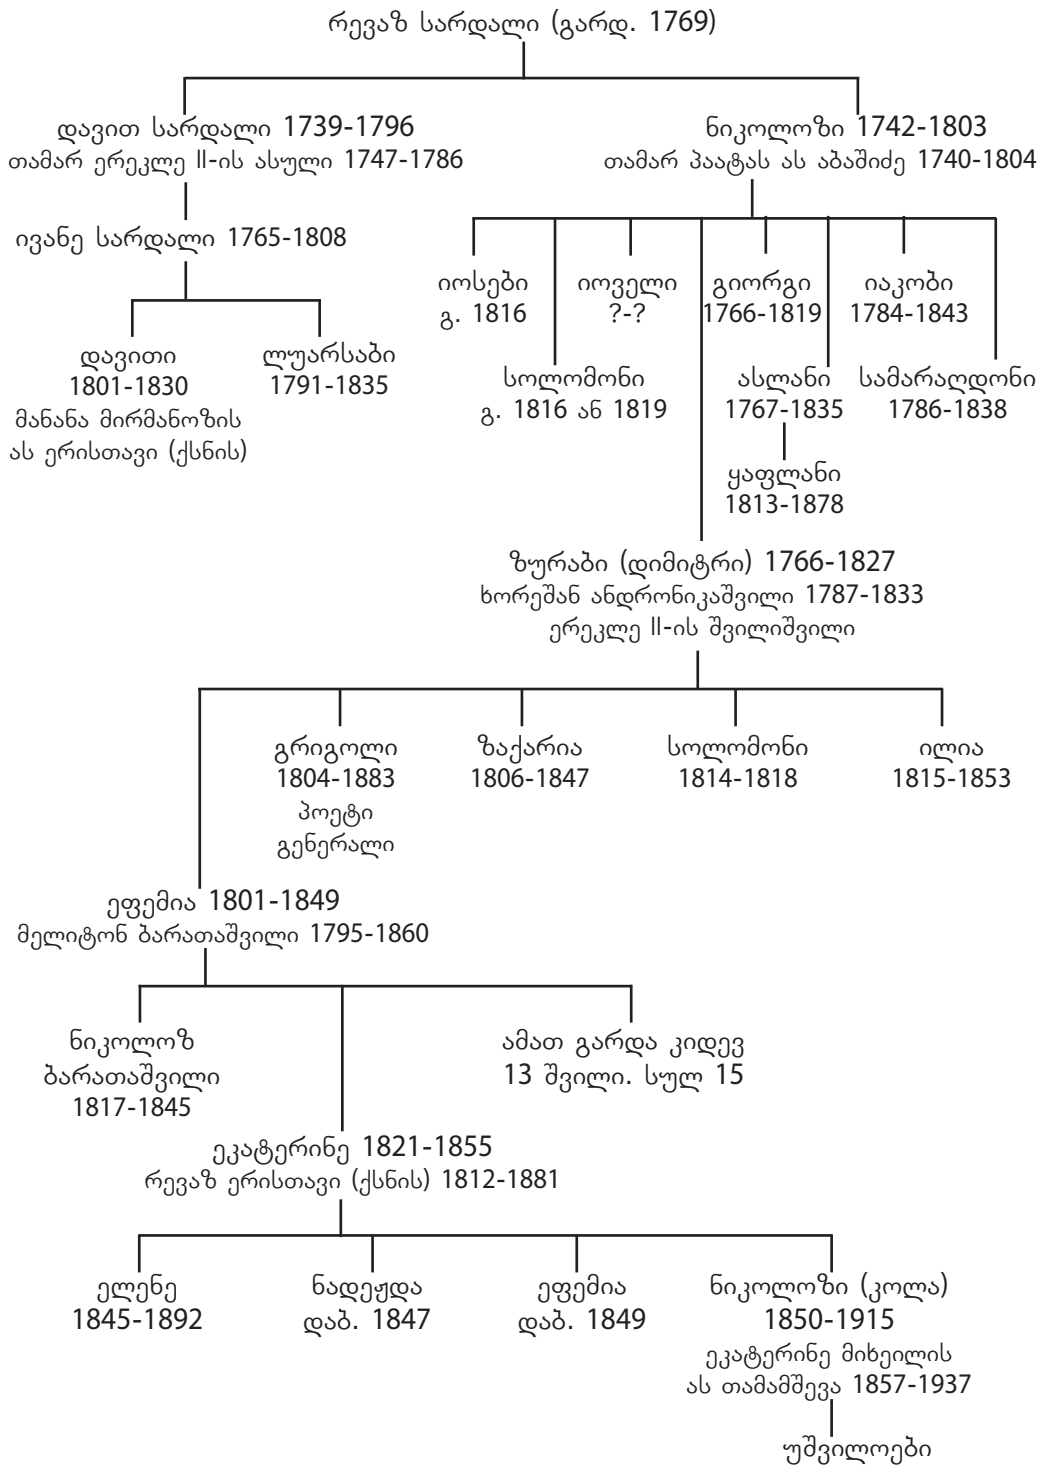 რევაზ სარდალი (გარდ. 1769)
დავით სარდალი 1739-1796
თამარ ერეკლე II-ის ასული 1747-1786
ნიკოლოზი 1742-1803
თამარ პაატას ას აბაშიძე 1740-1804
ივანე სარდალი 1765-1808
დავითი
1801-1830
მანანა მირმანოზის
ას ერისთავი (ქსნის)
ლუარსაბი
1791-1835
იოსები
გ. 1816
იოველი
?-?
გიორგი
1766-1819
იაკობი
1784-1843
სოლომონი
გ. 1816 ან 1819
ასლანი
1767-1835
სამარაღდონი
1786-1838
ყაფლანი
1813-1878
ზურაბი (დიმიტრი) 1766-1827
ხორეშან ანდრონიკაშვილი 1787-1833
ერეკლე II-ის შვილიშვილი
გრიგოლი
1804-1883
პოეტი
გენერალი
ზაქარია
1806-1847
სოლომონი
1814-1818
ილია
1815-1853
ეფემია 1801-1849
მელიტონ ბარათაშვილი 1795-1860
ნიკოლოზ
ბარათაშვილი
1817-1845
ამათ გარდა კიდევ
13 შვილი. სულ 15
ეკატერინე 1821-1855
რევაზ ერისთავი (ქსნის) 1812-1881
ელენე
1845-1892
ნადეჟდა
დაბ. 1847
ეფემია
დაბ. 1849
ნიკოლოზი (კოლა)
1850-1915
ეკატერინე მიხეილის
ას თამამშევა 1857-1937
უშვილოები